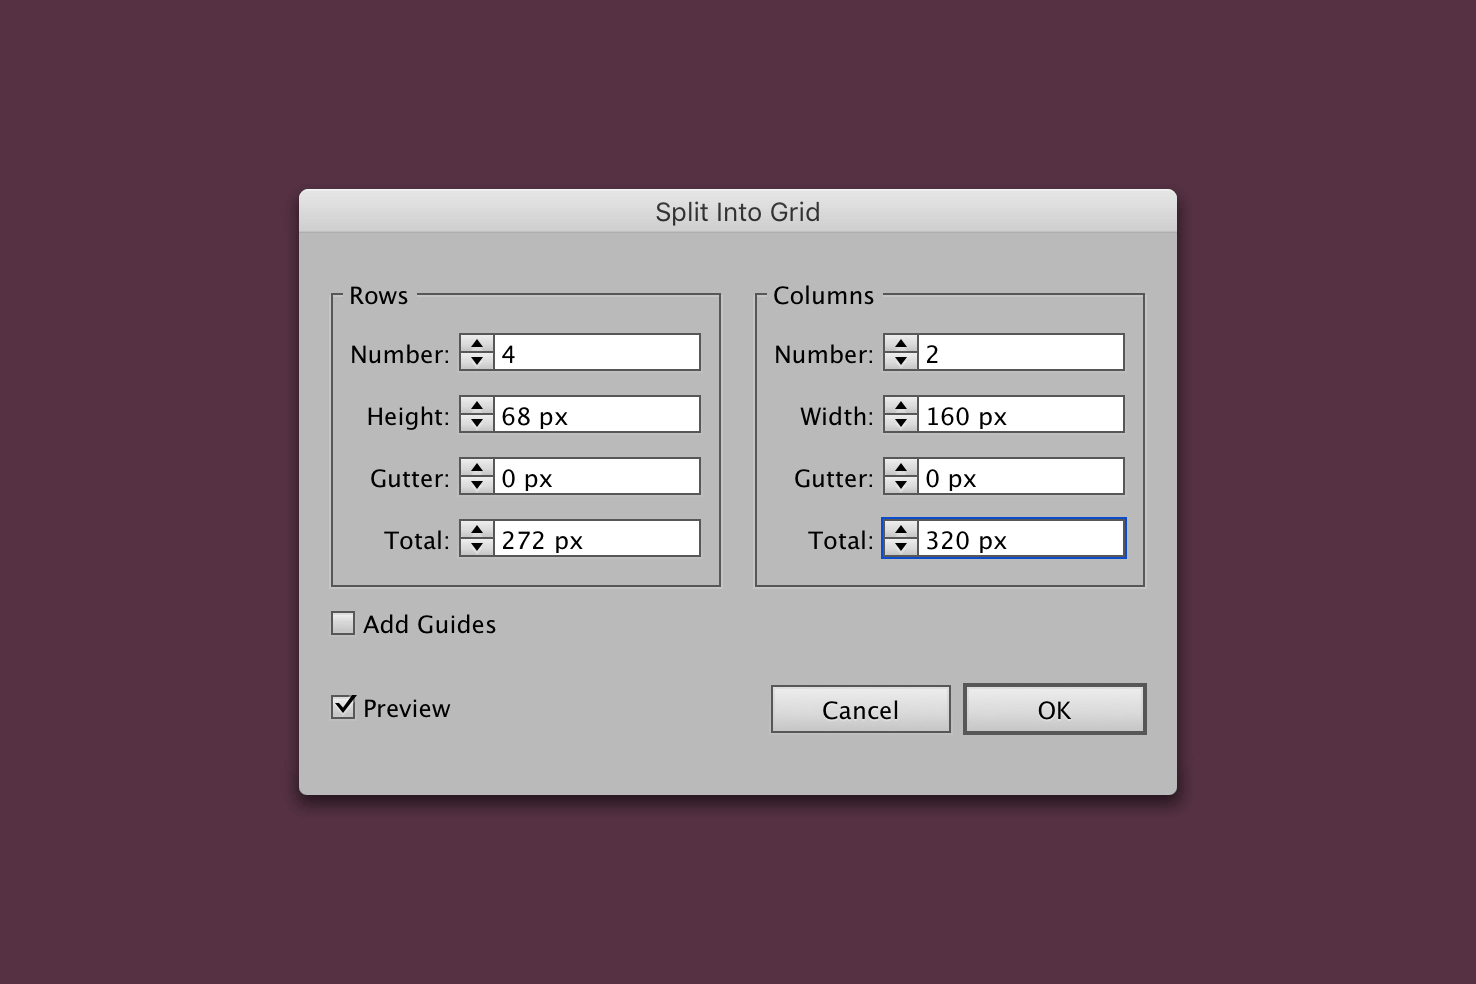 Split Into Grid
Rows
Number: 4
Height: 68 px
Gutter: 0 px
Total: 272 px
Columns
Number: 2
Width: 160 px
Gutter: 0 px
Total: 320 px
Add Guides
Preview
Cancel
OK